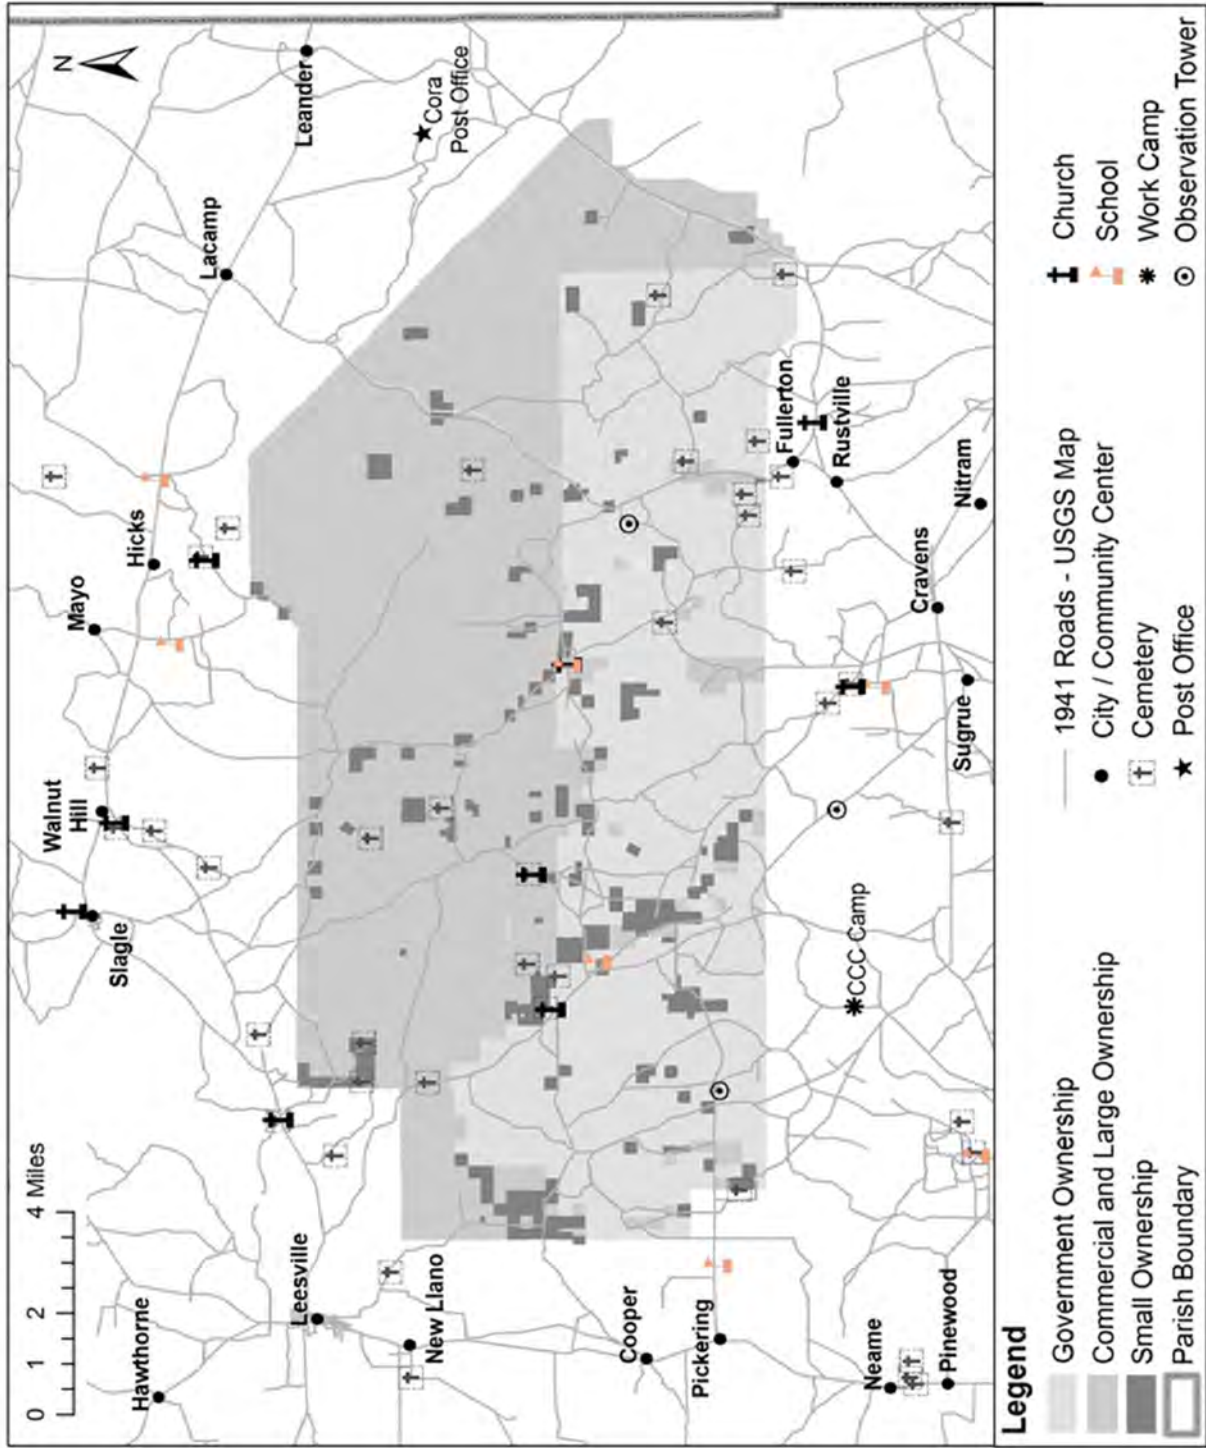 0 1 2 4 Miles
N
Hawthorne
Leesville
New Llano
Cooper
Pickering
Neame
Pinewood
Slagle
Walnut
Hill
Mayo
Hicks
Lacamp
Leander
Cora
Post Office
CCC Camp
Sugrue
Cravens
Nitram
Rustville
Fullerton
Legend
Government Ownership
Commercial and Large Ownership
Small Ownership
Parish Boundary
1941 Roads - USGS Map
City / Community Center
Cemetery
Post Office
Church
School
Work Camp
Observation Tower